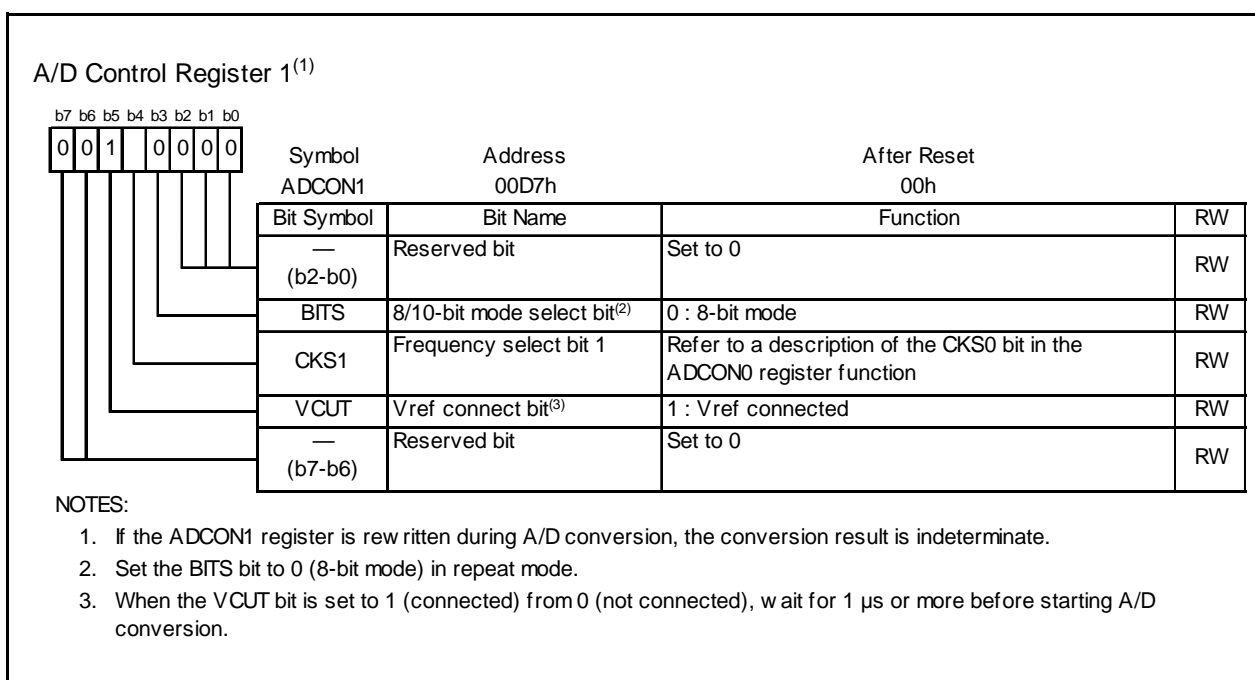 A/D Control Register 1(1)
b7 b6 b5 b4 b3 b2 b1 b0
0 0 1 0 0 0 0
Symbol Address After Reset
ADCON1 00D7h 00h
Bit Symbol Bit Name Function RW
— (b2-b0) Reserved bit Set to 0 RW
BITS 8/10-bit mode select bit(2) 0 : 8-bit mode RW
CKS1 Frequency select bit 1 Refer to a description of the CKS0 bit in the
ADCON0 register function RW
VCUT Vref connect bit(3) 1 : Vref connected RW
— (b7-b6) Reserved bit Set to 0 RW
NOTES:
1. If the ADCON1 register is rewritten during A/D conversion, the conversion result is indeterminate.
2. Set the BITS bit to 0 (8-bit mode) in repeat mode.
3. When the VCUT bit is set to 1 (connected) from 0 (not connected), wait for 1 µs or more before starting A/D
conversion.